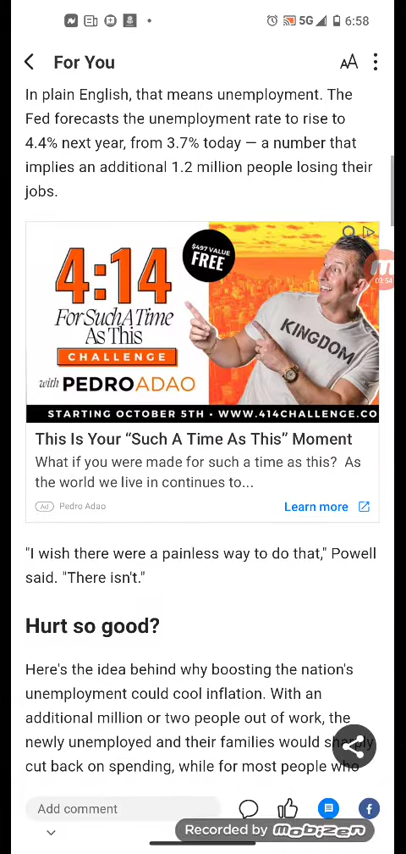 5G 6:58
For You AA
In plain English, that means unemployment. The
Fed forecasts the unemployment rate to rise to
4.4% next year, from 3.7% today — a number that
implies an additional 1.2 million people losing their
jobs.
$497 VALUE
FREE
4:14
For Such A Time
As This
CHALLENGE
with PEDROADAO
KINGDOM
03:54
STARTING OCTOBER 5TH • WWW.414CHALLENGE.CO
This Is Your “Such A Time As This” Moment
What if you were made for such a time as this? As
the world we live in continues to...
Ad Pedro Adao Learn more
"I wish there were a painless way to do that," Powell
said. "There isn't."
Hurt so good?
Here's the idea behind why boosting the nation's
unemployment could cool inflation. With an
additional million or two people out of work, the
newly unemployed and their families would sharply
cut back on spending, while for most people who
Add comment
Recorded by mobizen